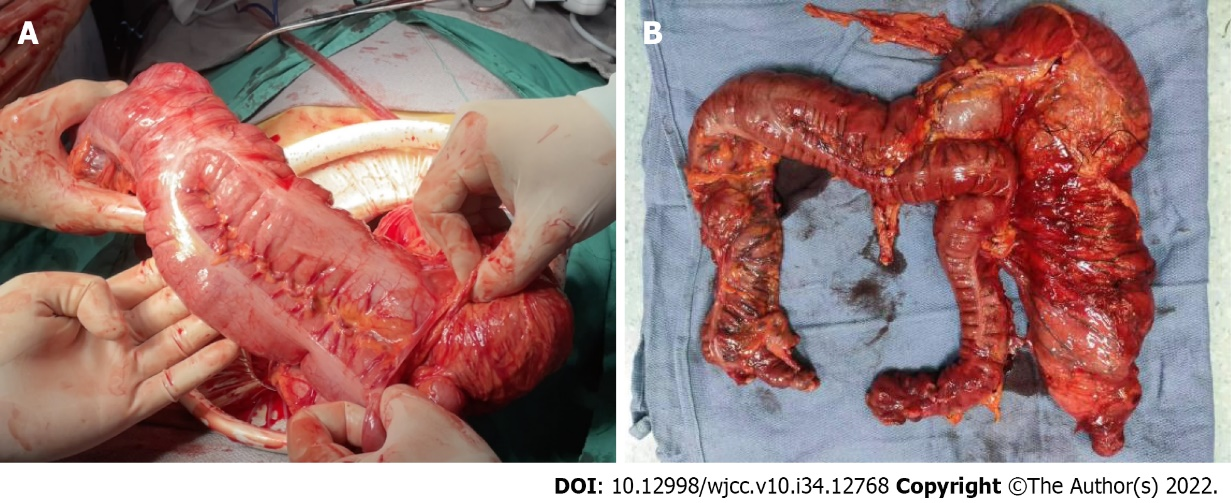 A
B
DOI: 10.12998/wjcc.v10.i34.12768 Copyright ©The Author(s) 2022.